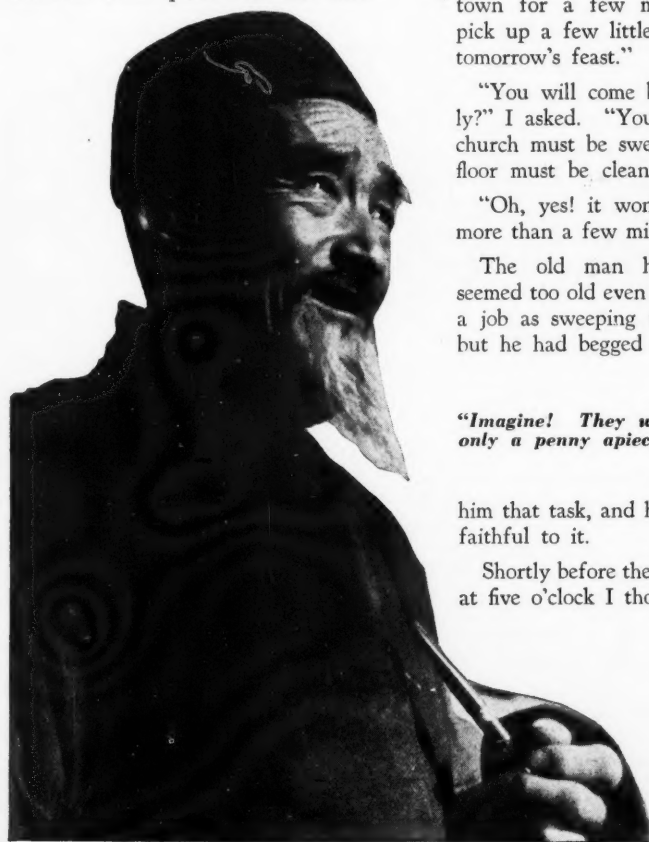 town for a few m
pick up a few little
tomorrow's feast."
"You will come b
ly?" I asked. "You
church must be swe
floor must be clean
"Oh, yes! it won
more than a few mi
The old man h
seemed too old even
a job as sweeping
but he had begged
"Imagine! They w
only a penny apiec
him that task, and h
faithful to it.
Shortly before the
at five o'clock I tho